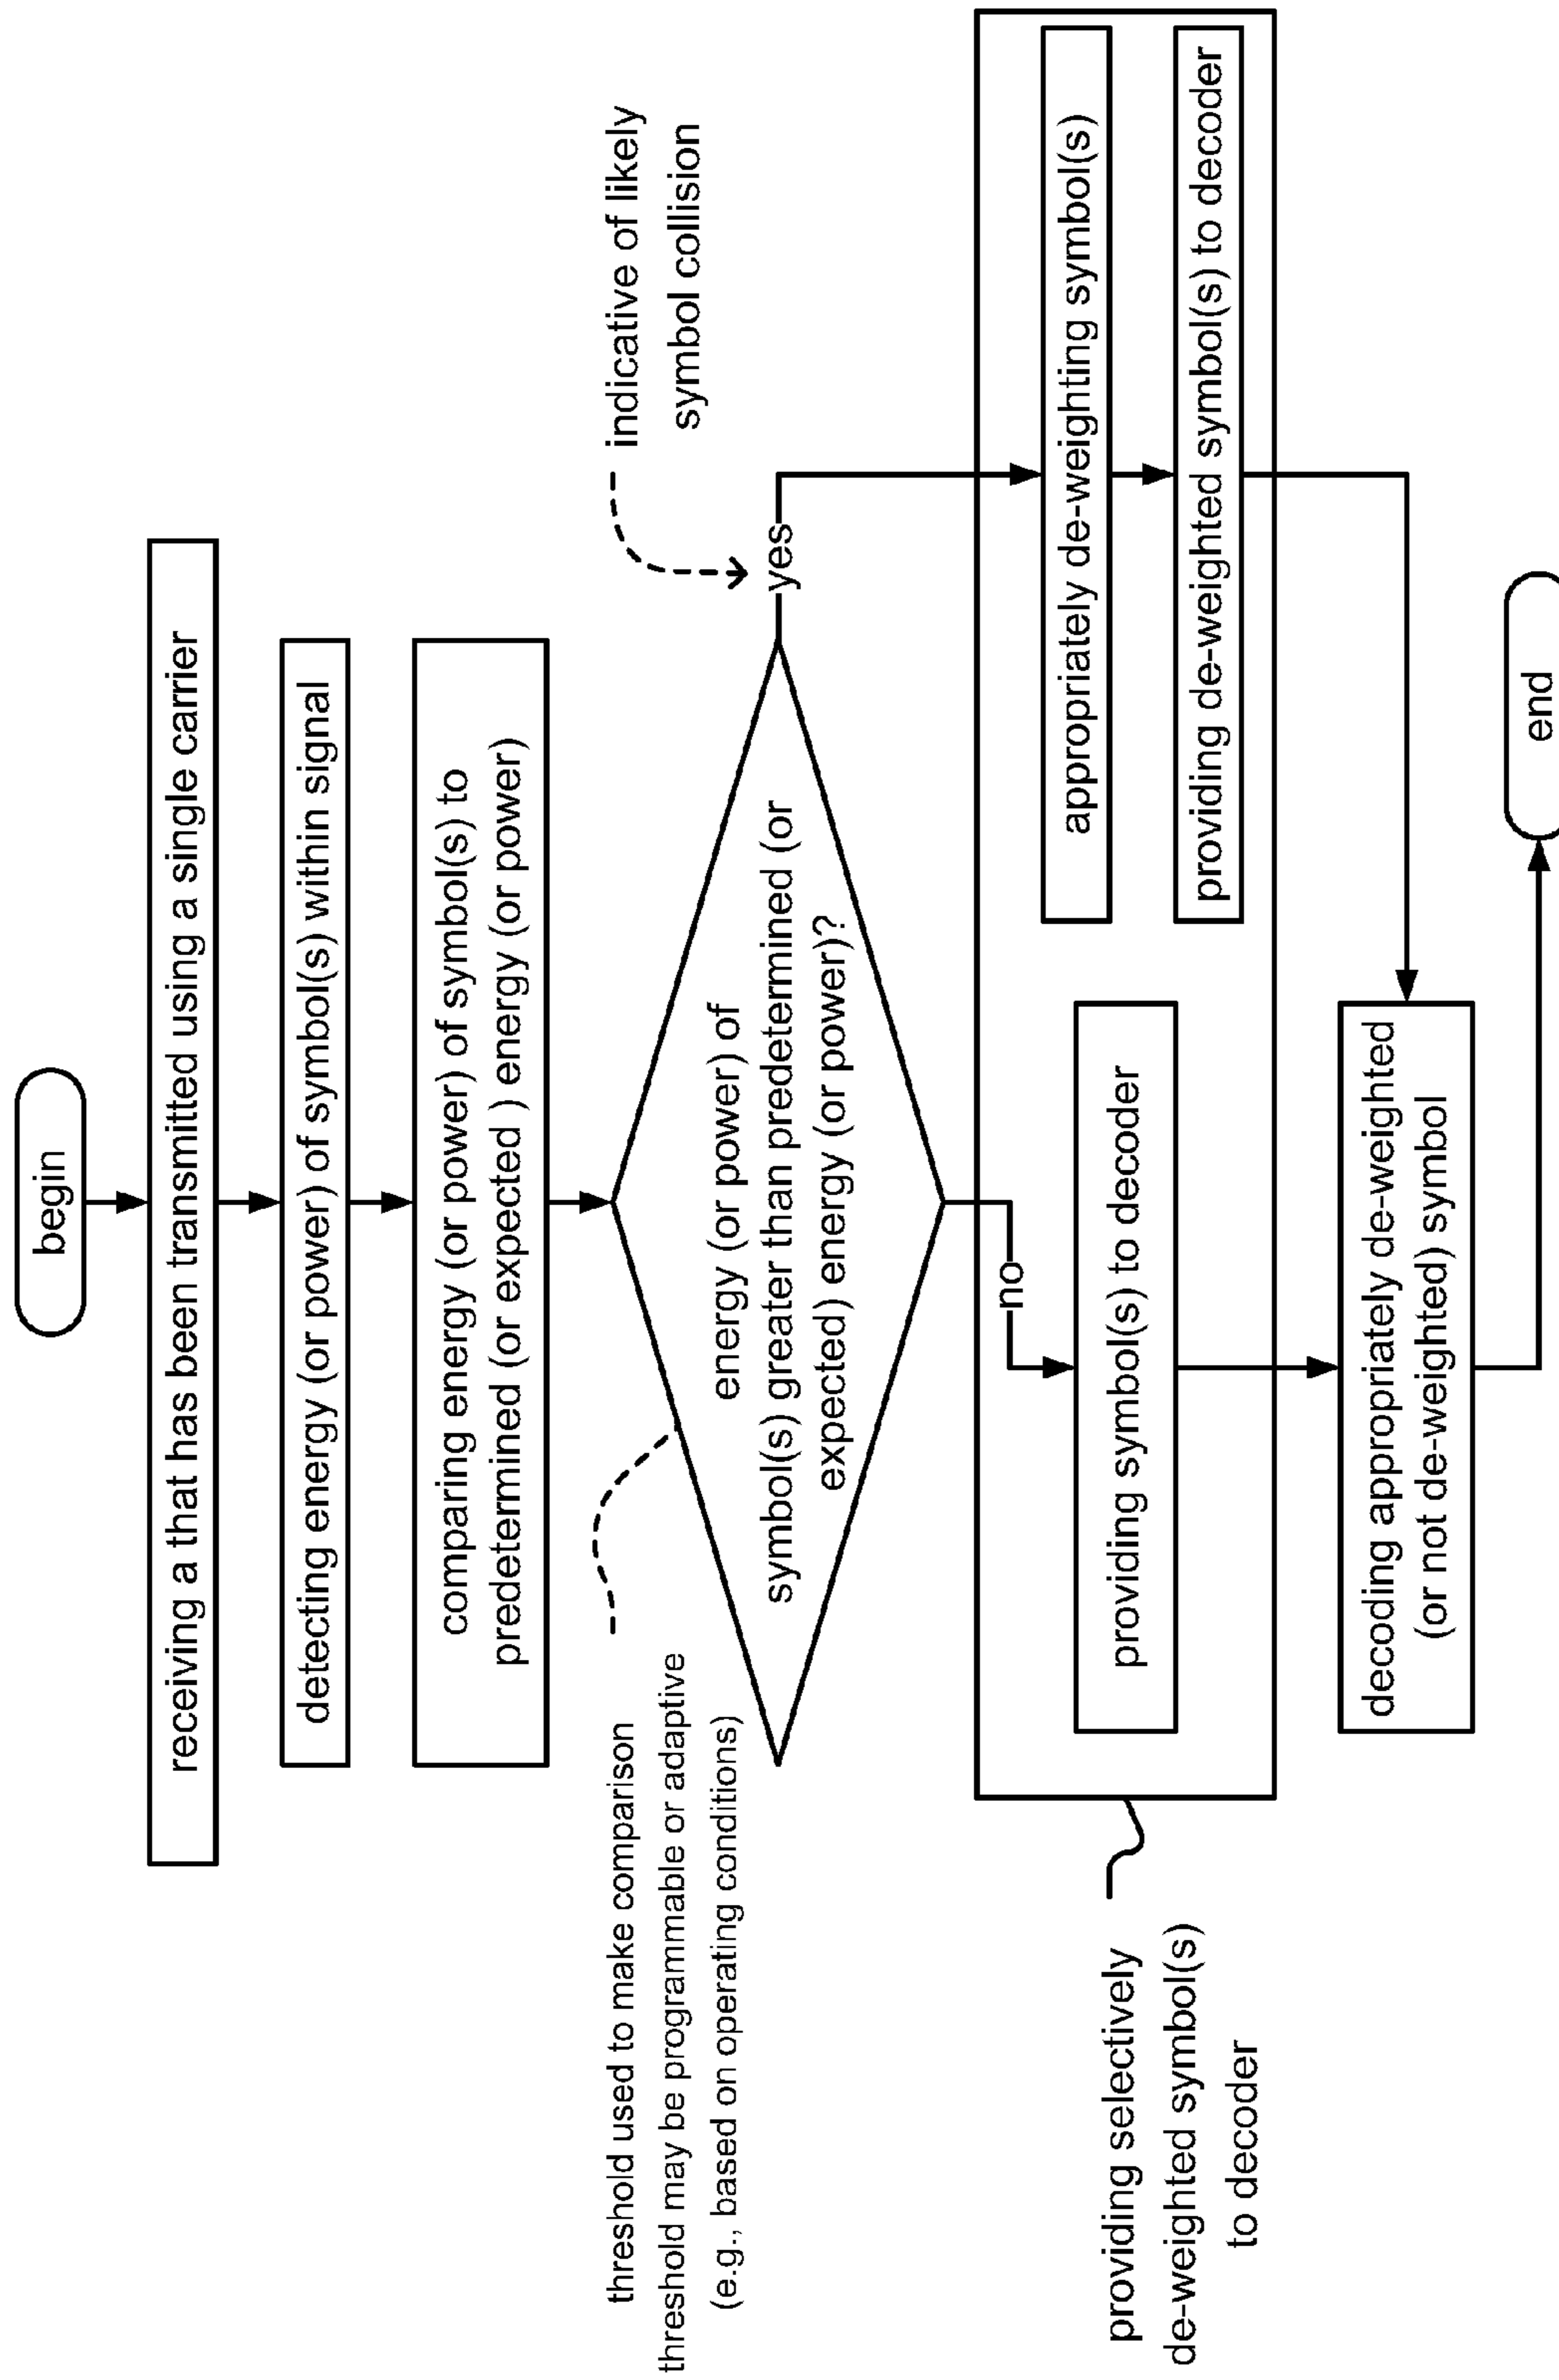 begin
receiving a that has been transmitted using a single carrier
detecting energy (or power) of symbol(s) within signal
comparing energy (or power) of symbol(s) to
predetermined (or expected ) energy (or power)
threshold used to make comparison
threshold may be programmable or adaptive
(e.g., based on operating conditions)
energy (or power) of
symbol(s) greater than predetermined (or
expected) energy (or power)?
indicative of likely
symbol collision
yes
no
providing selectively
de-weighted symbol(s)
to decoder
providing symbol(s) to decoder
appropriately de-weighting symbol(s)
providing de-weighted symbol(s) to decoder
decoding appropriately de-weighted
(or not de-weighted) symbol
end